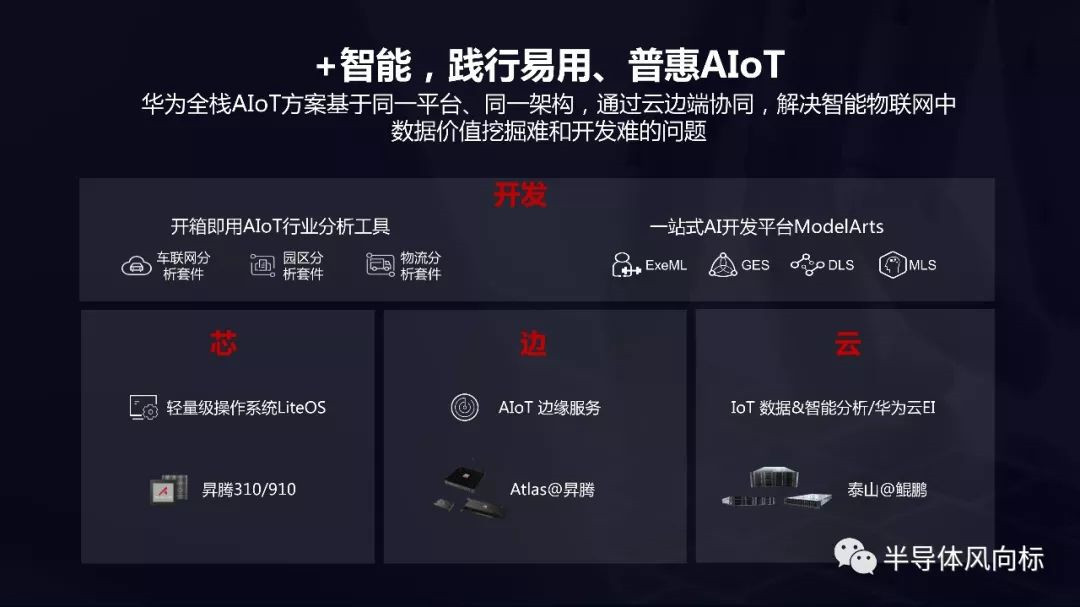 +智能，践行易用、普惠AIoT
华为全栈AIoT方案基于同一平台、同一架构，通过云边端协同，解决智能物联网中
数据价值挖掘难和开发难的问题
开发
开箱即用AIoT行业分析工具
一站式AI开发平台ModelArts
车联网分
析套件
园区分
析套件
物流分
析套件
ExeML
GES
DLS
MLS
芯
边
云
轻量级操作系统LiteOS
AIoT 边缘服务
IoT 数据&智能分析/华为云EI
昇腾310/910
Atlas@昇腾
泰山@鲲鹏
半导体风向标